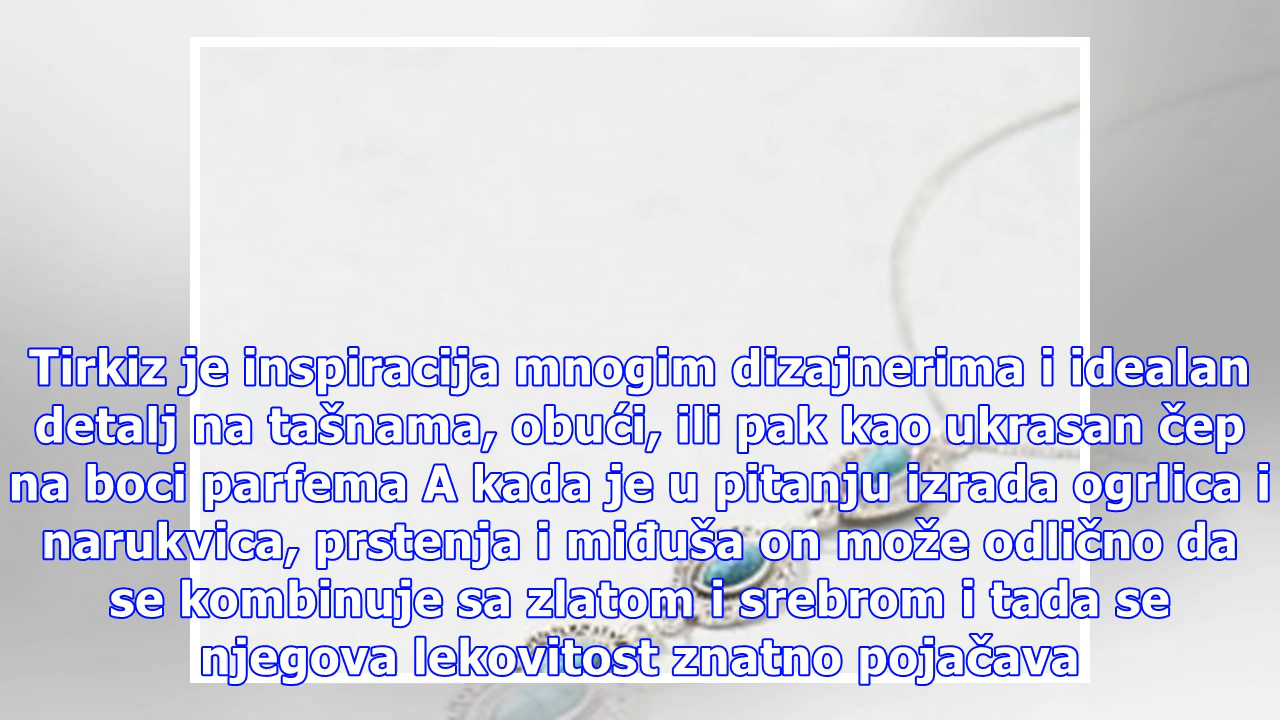 Tirkiz je inspiracija mnogim dizajnerima i idealan
detalj na tašnama, obući, ili pak kao ukrasan čep
na boci parfema A kada je u pitanju izrada ogrlica i
narukvica, prstenja i miđuša on može odlično da
se kombinuje sa zlatom i srebrom i tada se
njegova lekovitost znatno pojačava